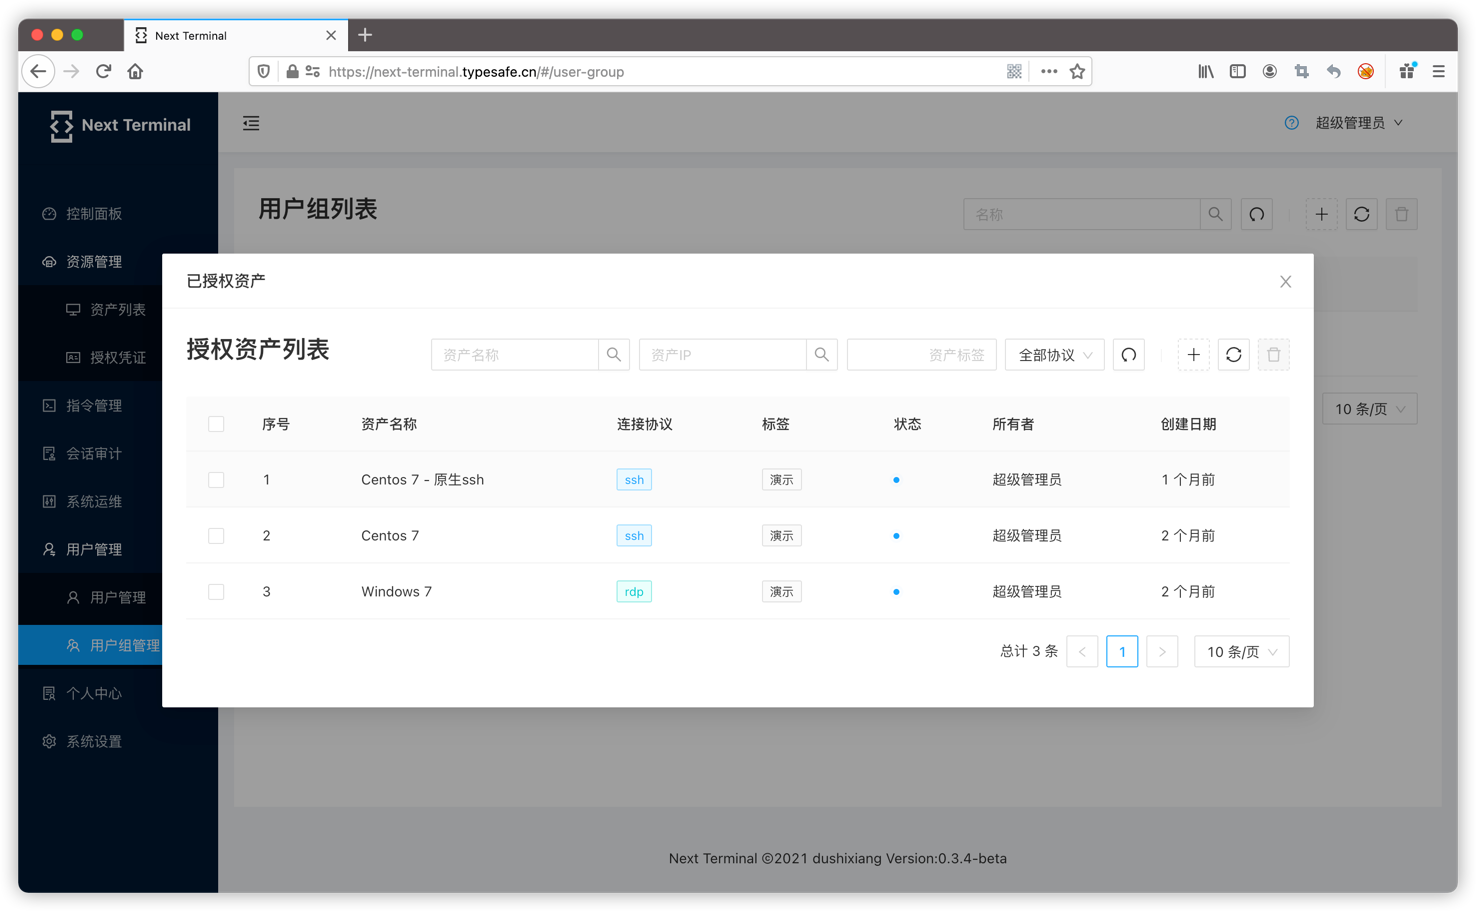 Next Terminal
https://next-terminal.typesafe.cn/#/user-group
Next Terminal
超级管理员
控制面板
资源管理
资产列表
授权凭证
指令管理
会话审计
系统运维
用户管理
用户管理
用户组管理
个人中心
系统设置
用户组列表
名称
10 条/页
已授权资产
授权资产列表
资产名称
资产IP
资产标签
全部协议
序号 资产名称 连接协议 标签 状态 所有者 创建日期
1 Centos 7 - 原生ssh ssh 演示 超级管理员 1 个月前
2 Centos 7 ssh 演示 超级管理员 2 个月前
3 Windows 7 rdp 演示 超级管理员 2 个月前
总计 3 条 1 10 条/页
Next Terminal ©2021 dushixiang Version:0.3.4-beta